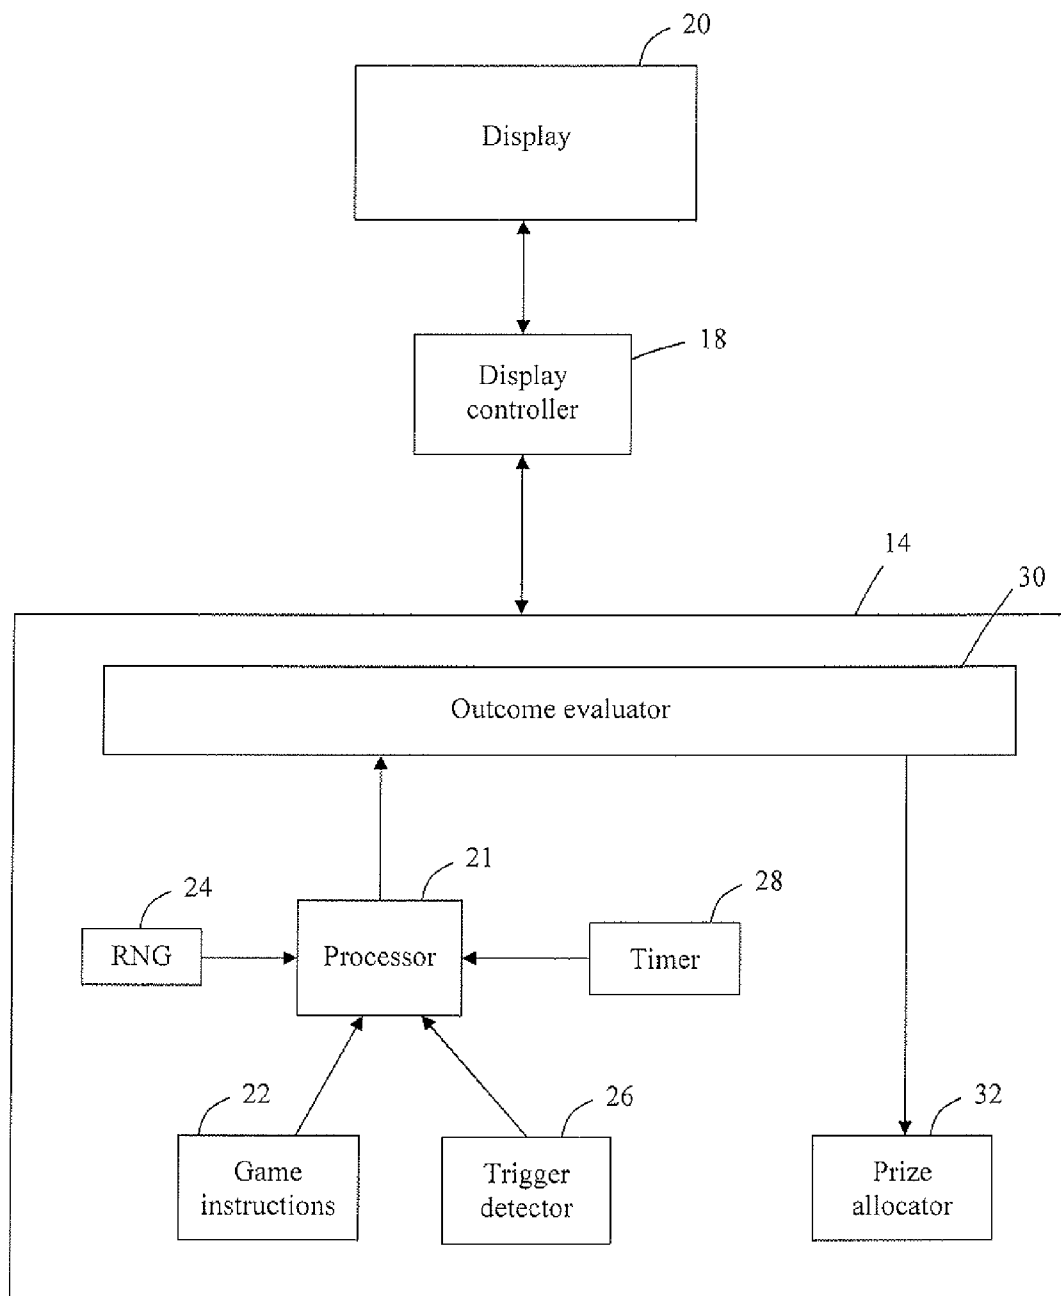 20
Display
18
Display
controller
14
30
Outcome evaluator
21
24
28
RNG
Processor
Timer
22
26
32
Game
instructions
Trigger
detector
Prize
allocator